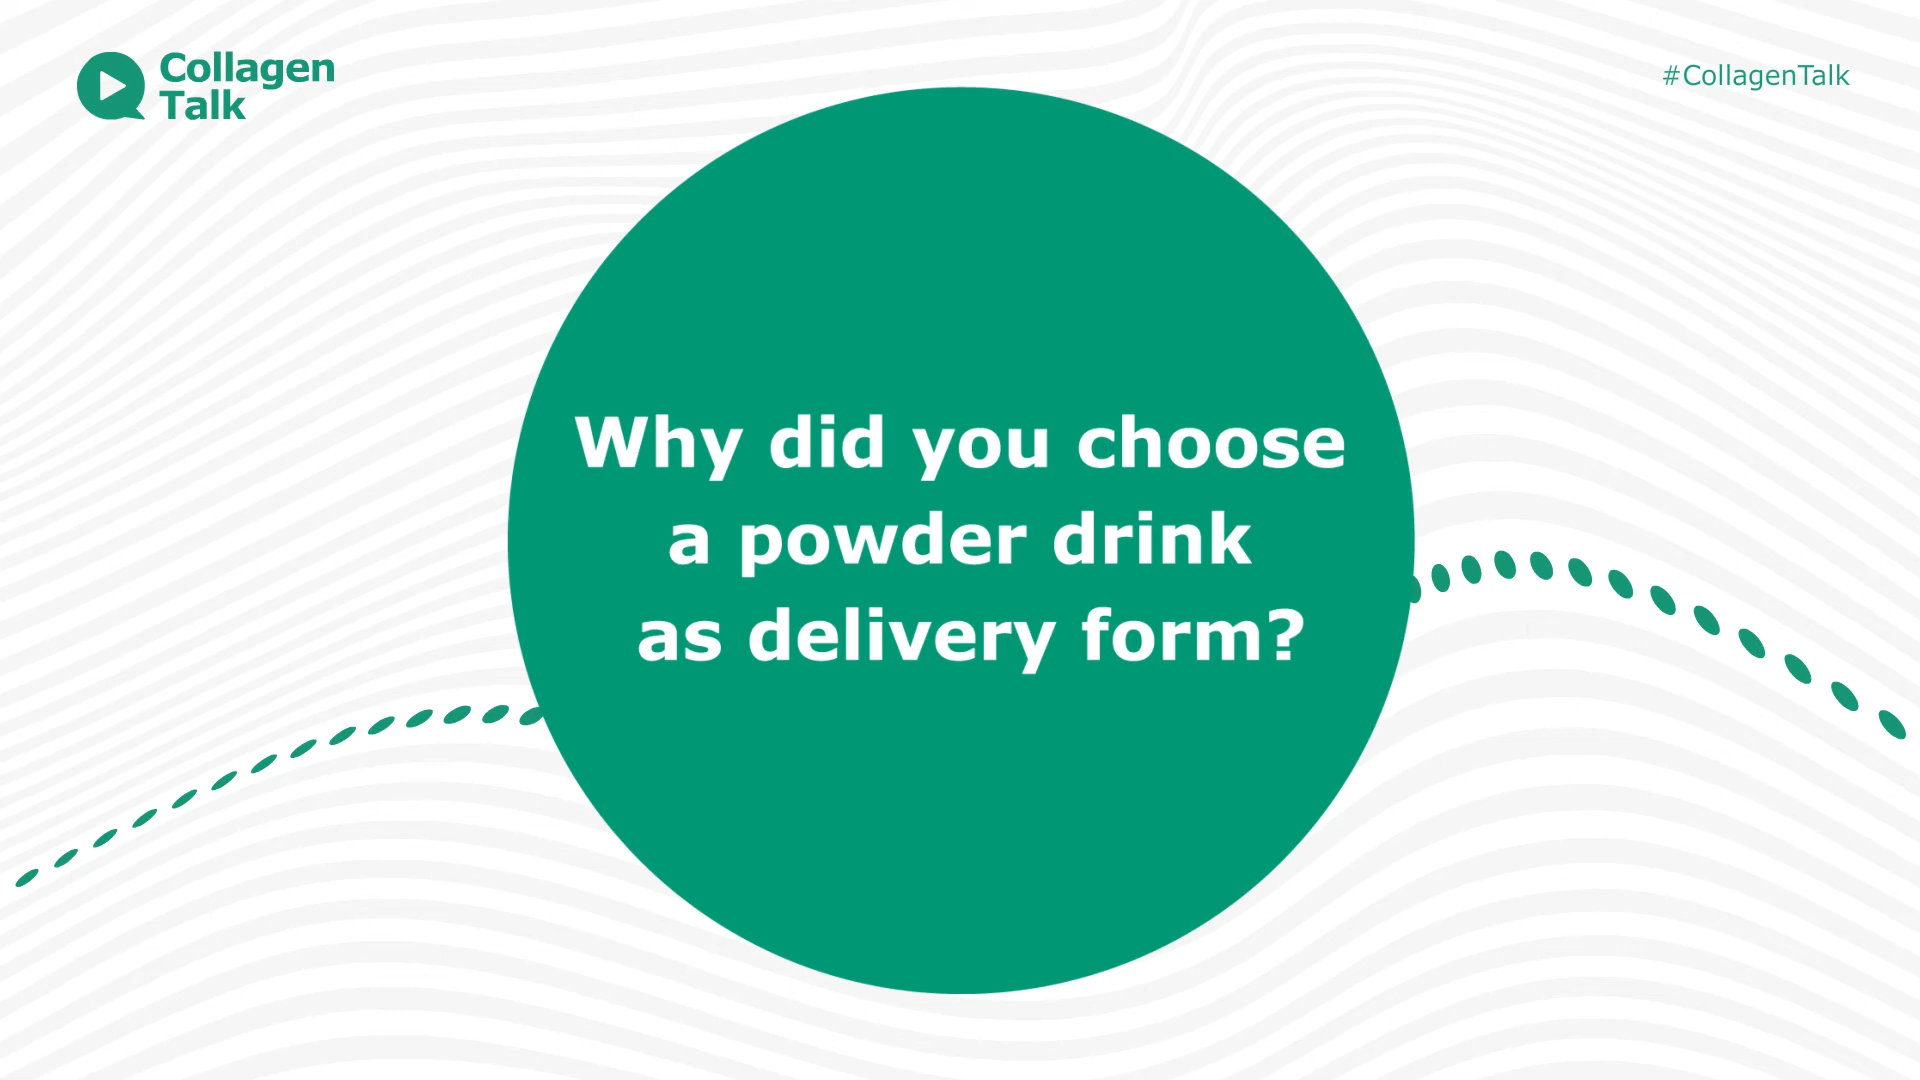 Collagen
Talk
#CollagenTalk
Why did you choose
a powder drink
as delivery form?